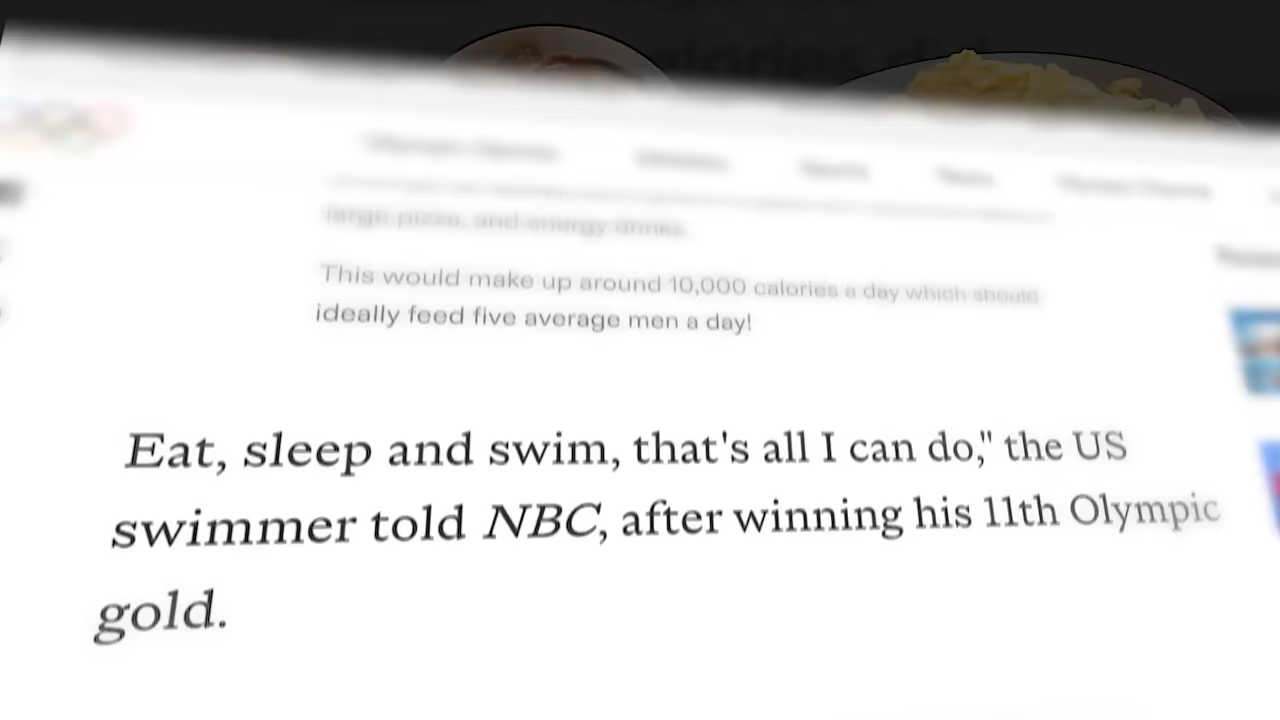 large pizza, and energy drinks.
This would make up around 10,000 calories a day which should
ideally feed five average men a day!
Eat, sleep and swim, that's all I can do," the US
swimmer told NBC, after winning his 11th Olympic
gold.